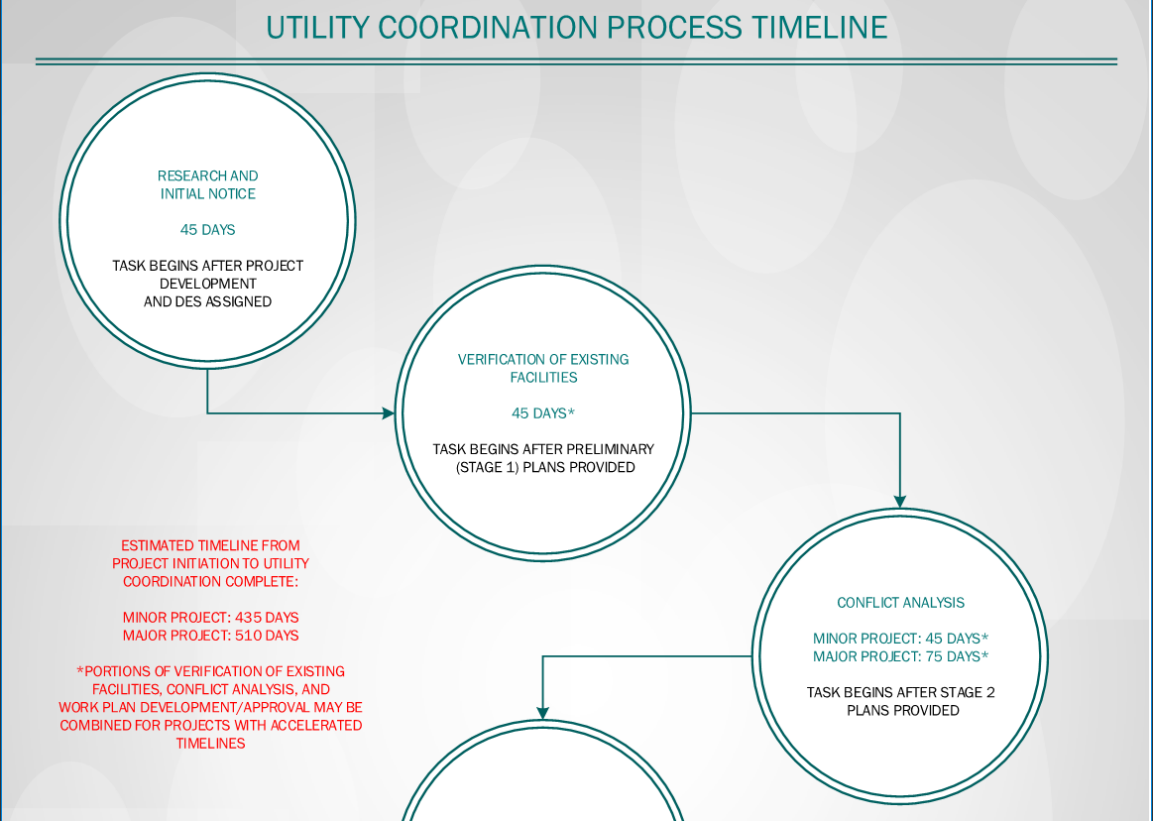 UTILITY COORDINATION PROCESS TIMELINE
RESEARCH AND
INITIAL NOTICE
45 DAYS
TASK BEGINS AFTER PROJECT
DEVELOPMENT
AND DES ASSIGNED
VERIFICATION OF EXISTING
FACILITIES
45 DAYS*
TASK BEGINS AFTER PRELIMINARY
(STAGE 1) PLANS PROVIDED
CONFLICT ANALYSIS
MINOR PROJECT: 45 DAYS*
MAJOR PROJECT: 75 DAYS*
TASK BEGINS AFTER STAGE 2
PLANS PROVIDED
ESTIMATED TIMELINE FROM
PROJECT INITIATION TO UTILITY
COORDINATION COMPLETE:
MINOR PROJECT: 435 DAYS
MAJOR PROJECT: 510 DAYS
*PORTIONS OF VERIFICATION OF EXISTING
FACILITIES, CONFLICT ANALYSIS, AND
WORK PLAN DEVELOPMENT/APPROVAL MAY BE
COMBINED FOR PROJECTS WITH ACCELERATED
TIMELINES